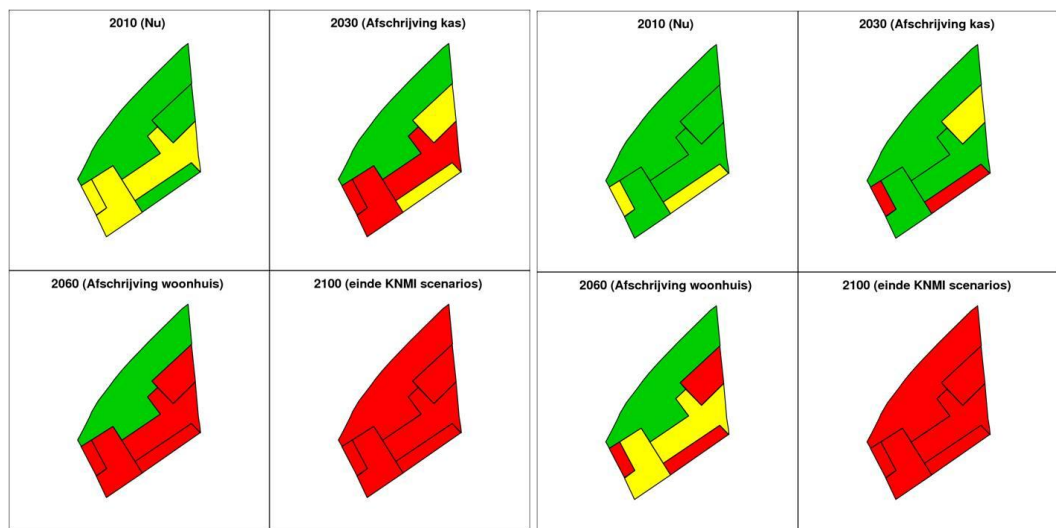 2010 (Nu)
2030 (Afschrijving kas)
2010 (Nu)
2030 (Afschrijving kas)
2060 (Afschrijving woonhuis)
2100 (einde KNMI scenarios)
2060 (Afschrijving woonhuis)
2100 (einde KNMI scenarios)